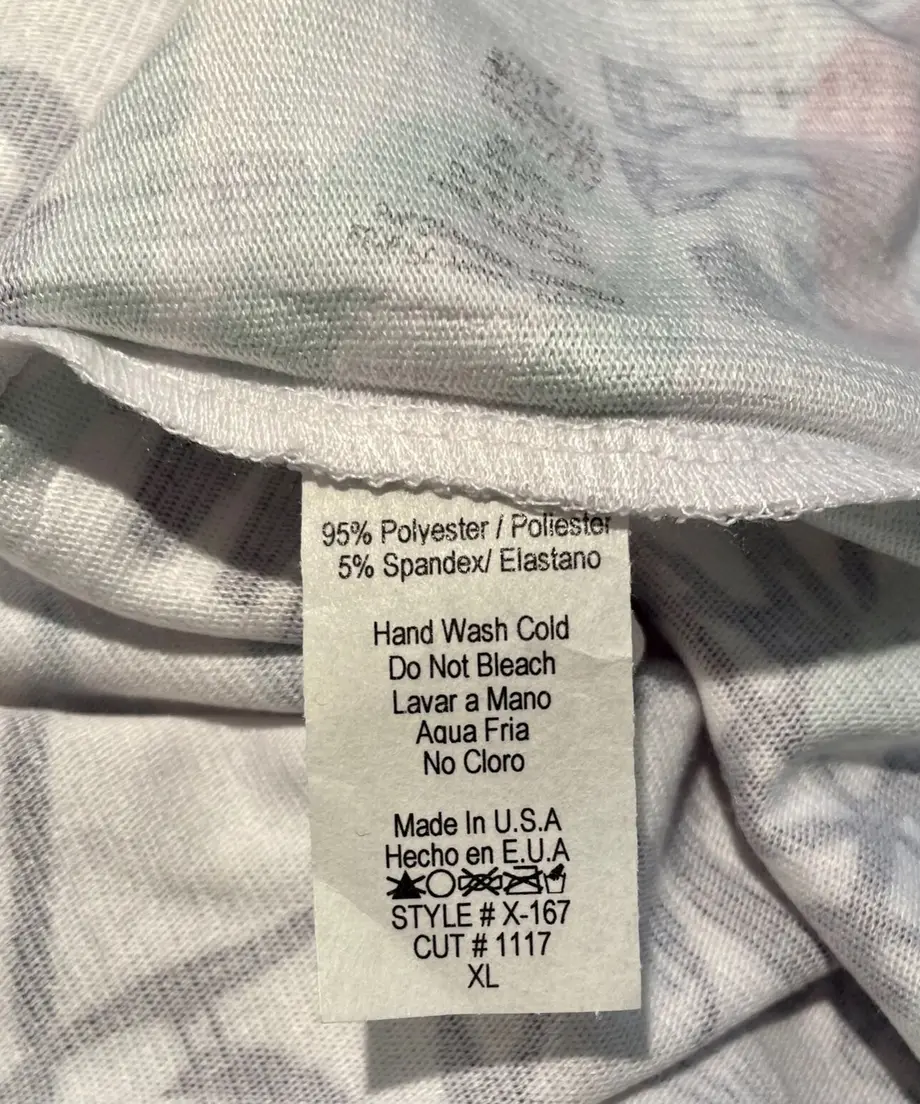 95% Polyester / Poliester
5% Spandex/ Elastano
Hand Wash Cold
Do Not Bleach
Lavar a Mano
Agua Fria
No Cloro
Made In U.S.A
Hecho en E.U.A
STYLE # X-167
CUT # 1117
XL